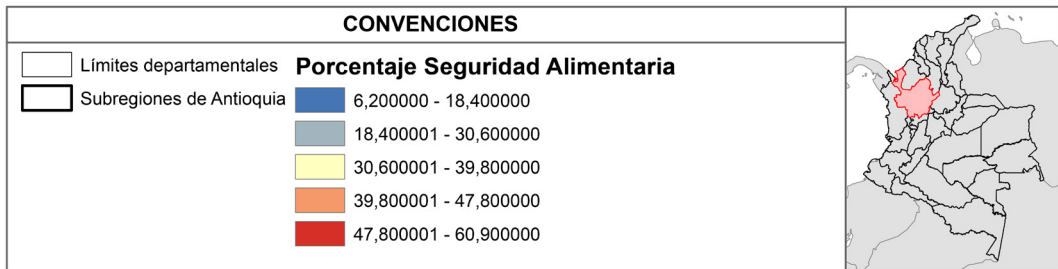 CONVENCIONES
Límites departamentales
Subregiones de Antioquia
Porcentaje Seguridad Alimentaria
6,200000 - 18,400000
18,400001 - 30,600000
30,600001 - 39,800000
39,800001 - 47,800000
47,800001 - 60,900000